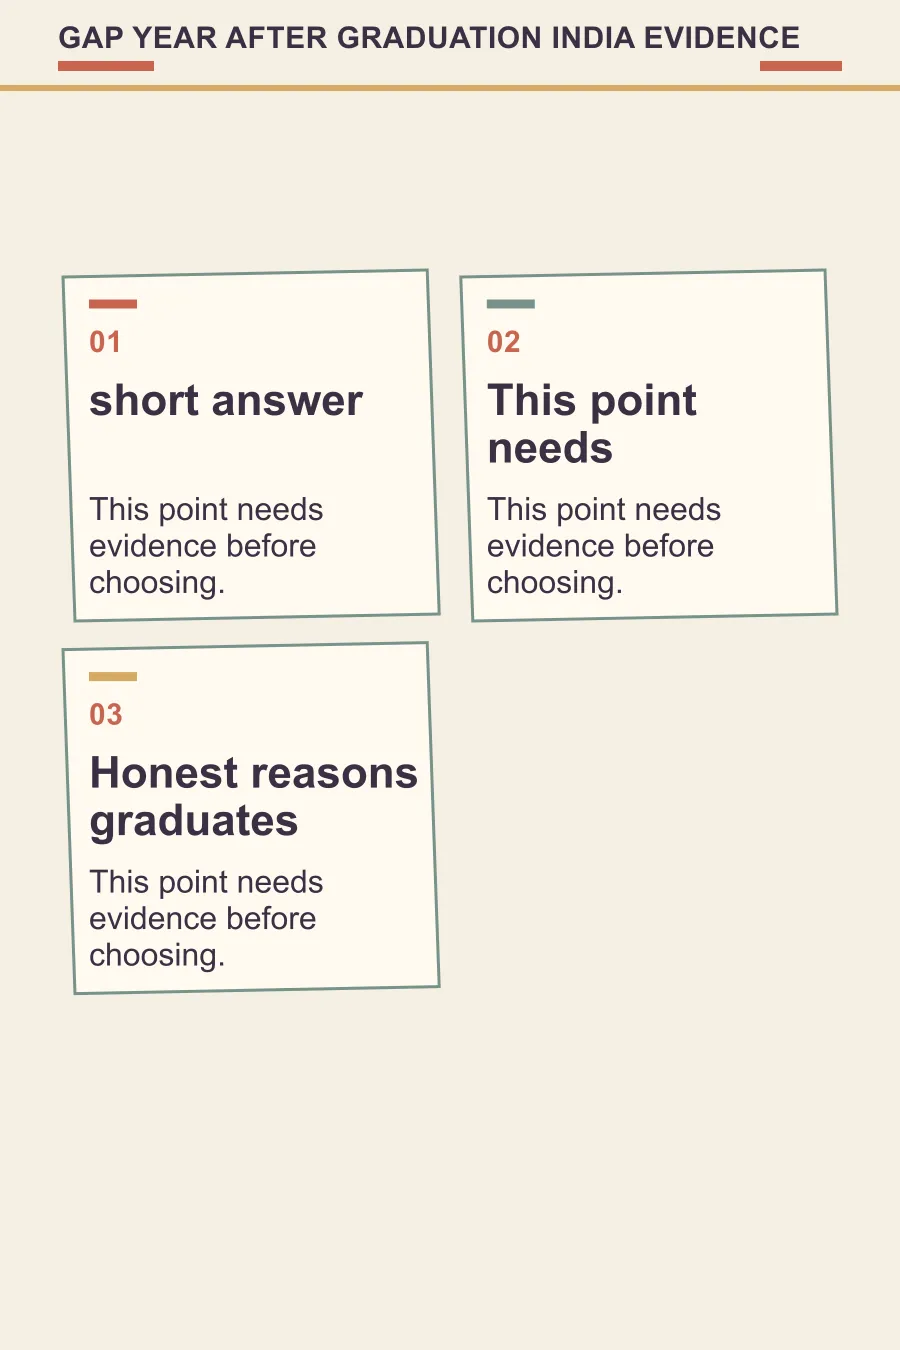 GAP YEAR AFTER GRADUATION INDIA EVIDENCE
01
short answer
This point needs
evidence before
choosing.
02
This point
needs
This point needs
evidence before
choosing.
03
Honest reasons
graduates
This point needs
evidence before
choosing.